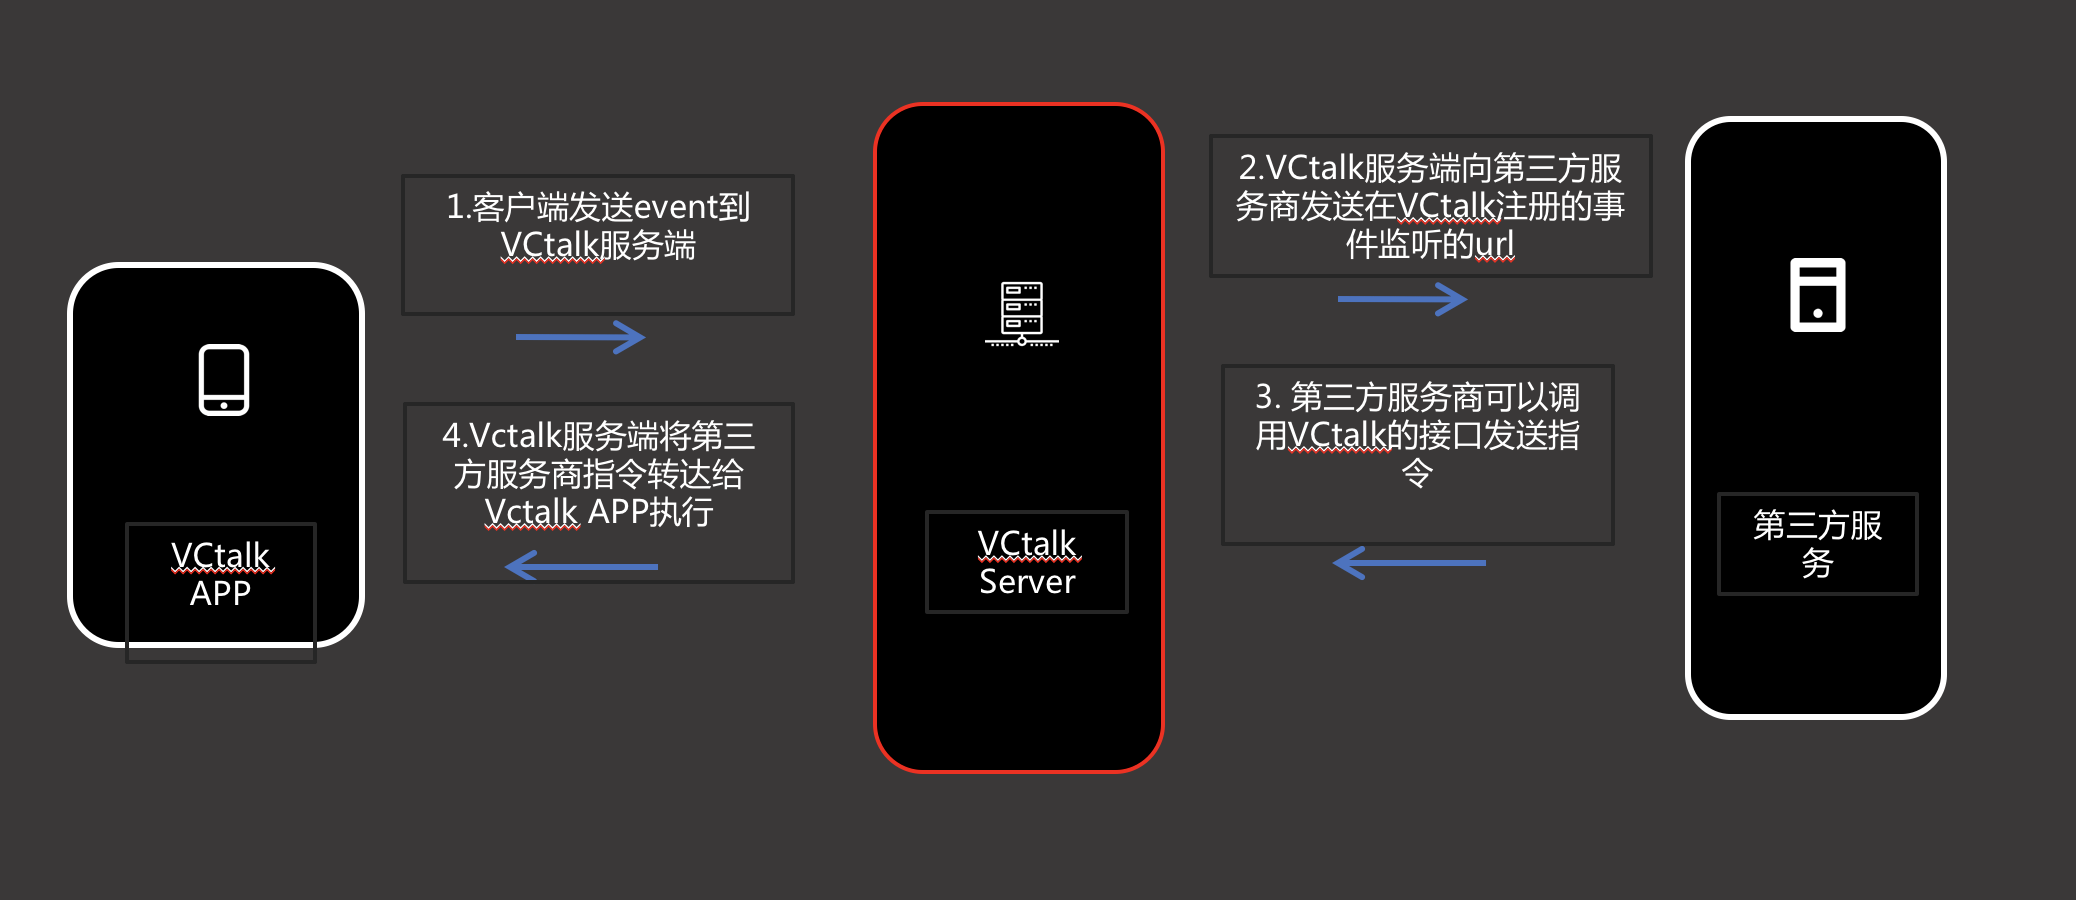 1.客户端发送event到
VCtalk服务端
2.VCtalk服务端向第三方服
务商发送在VCtalk注册的事
件监听的url
3. 第三方服务商可以调
用VCtalk的接口发送指
令
4.Vctalk服务端将第三
方服务商指令转达给
Vctalk APP执行
VCtalk
APP
VCtalk
Server
第三方服
务